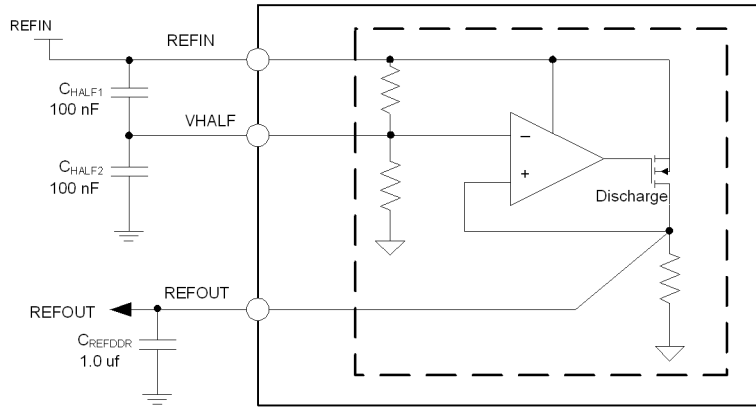 REFIN
REFIN
CHALF1
100 nF
VHALF
CHALF2
100 nF
−
+
Discharge
REFOUT
REFOUT
CREFDDR
1.0 uf